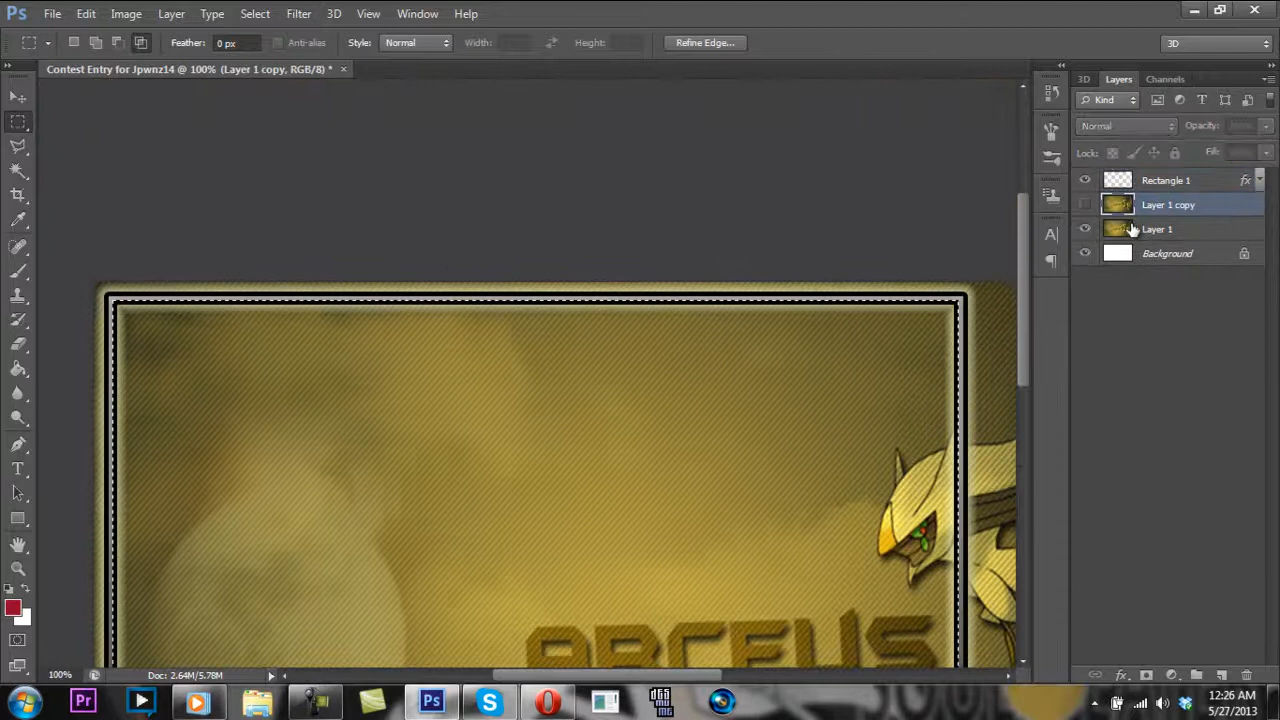 Ps File Edit Image Layer Type Select Filter 3D View Window Help
Feather: 0 px Anti-alias Style: Normal Width: Height: Refine Edge... 3D
Contest Entry for Jpwnz14 @ 100% (Layer 1 copy, RGB/8) * ×
3D Layers Channels
Kind
Normal Opacity:
Lock: Fill:
Rectangle 1 fx
Layer 1 copy
Layer 1
Background
ARCEUS
100% Doc: 2.64M/5.78M
Pr Ps
12:26 AM
5/27/2013